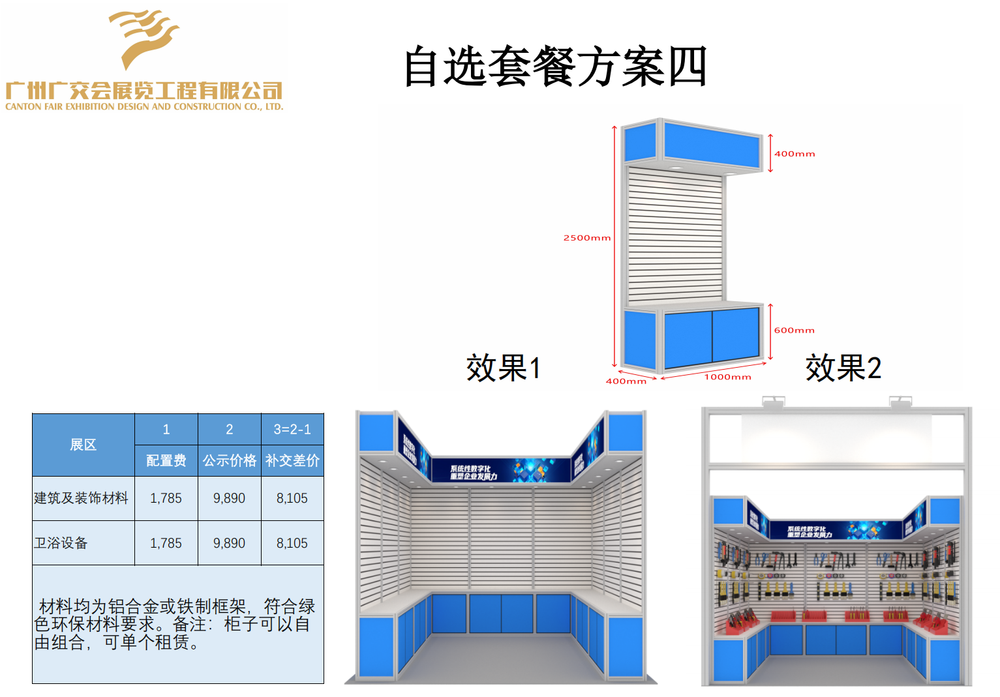 广州广交会展览工程有限公司
CANTON FAIR EXHIBITION DESIGN AND CONSTRUCTION CO., LTD.
自选套餐方案四
400mm
2500mm
600mm
400mm
1000mm
效果1
效果2
展区
1
2
3=2-1
配置费
公示价格
补交差价
建筑及装饰材料
1,785
9,890
8,105
卫浴设备
1,785
9,890
8,105
材料均为铝合金或铁制框架，符合绿
色环保材料要求。备注：柜子可以自
由组合，可单个租赁。
系统性数字化
重塑企业发展力
系统性数字化
重塑企业发展力